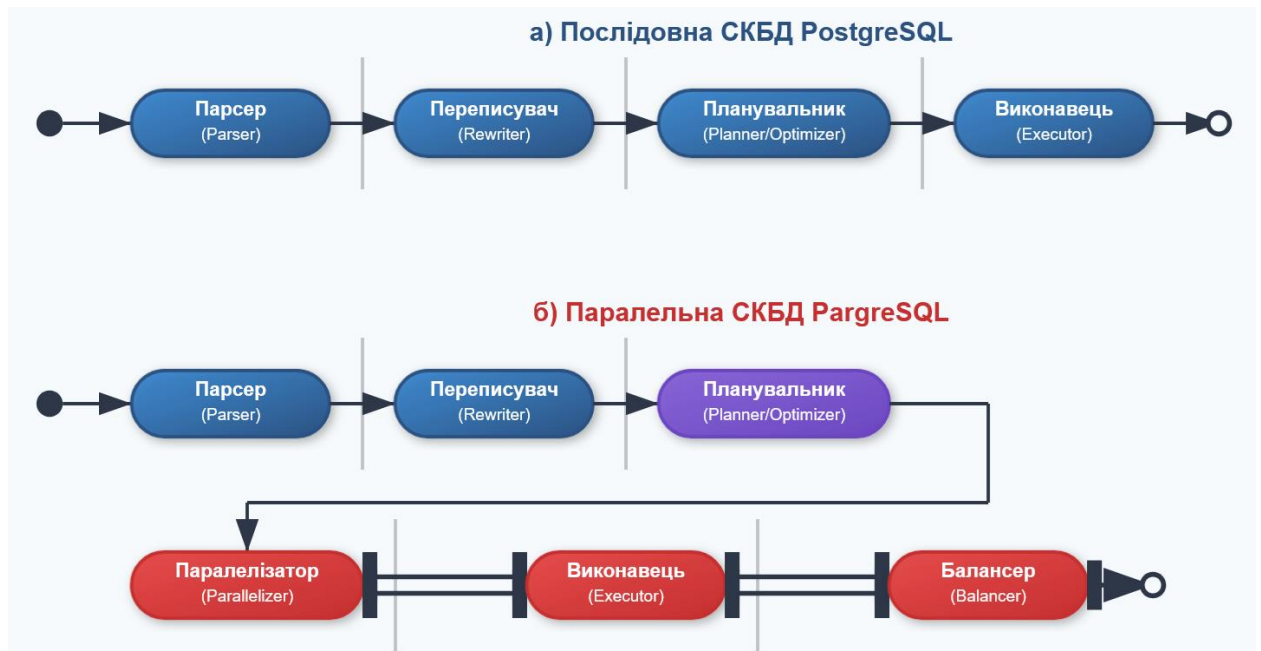 а) Послідовна СКБД PostgreSQL
Парсер
(Parser)
Переписувач
(Rewriter)
Планувальник
(Planner/Optimizer)
Виконавець
(Executor)
б) Паралельна СКБД PargreSQL
Парсер
(Parser)
Переписувач
(Rewriter)
Планувальник
(Planner/Optimizer)
Паралелізатор
(Parallelizer)
Виконавець
(Executor)
Балансер
(Balancer)